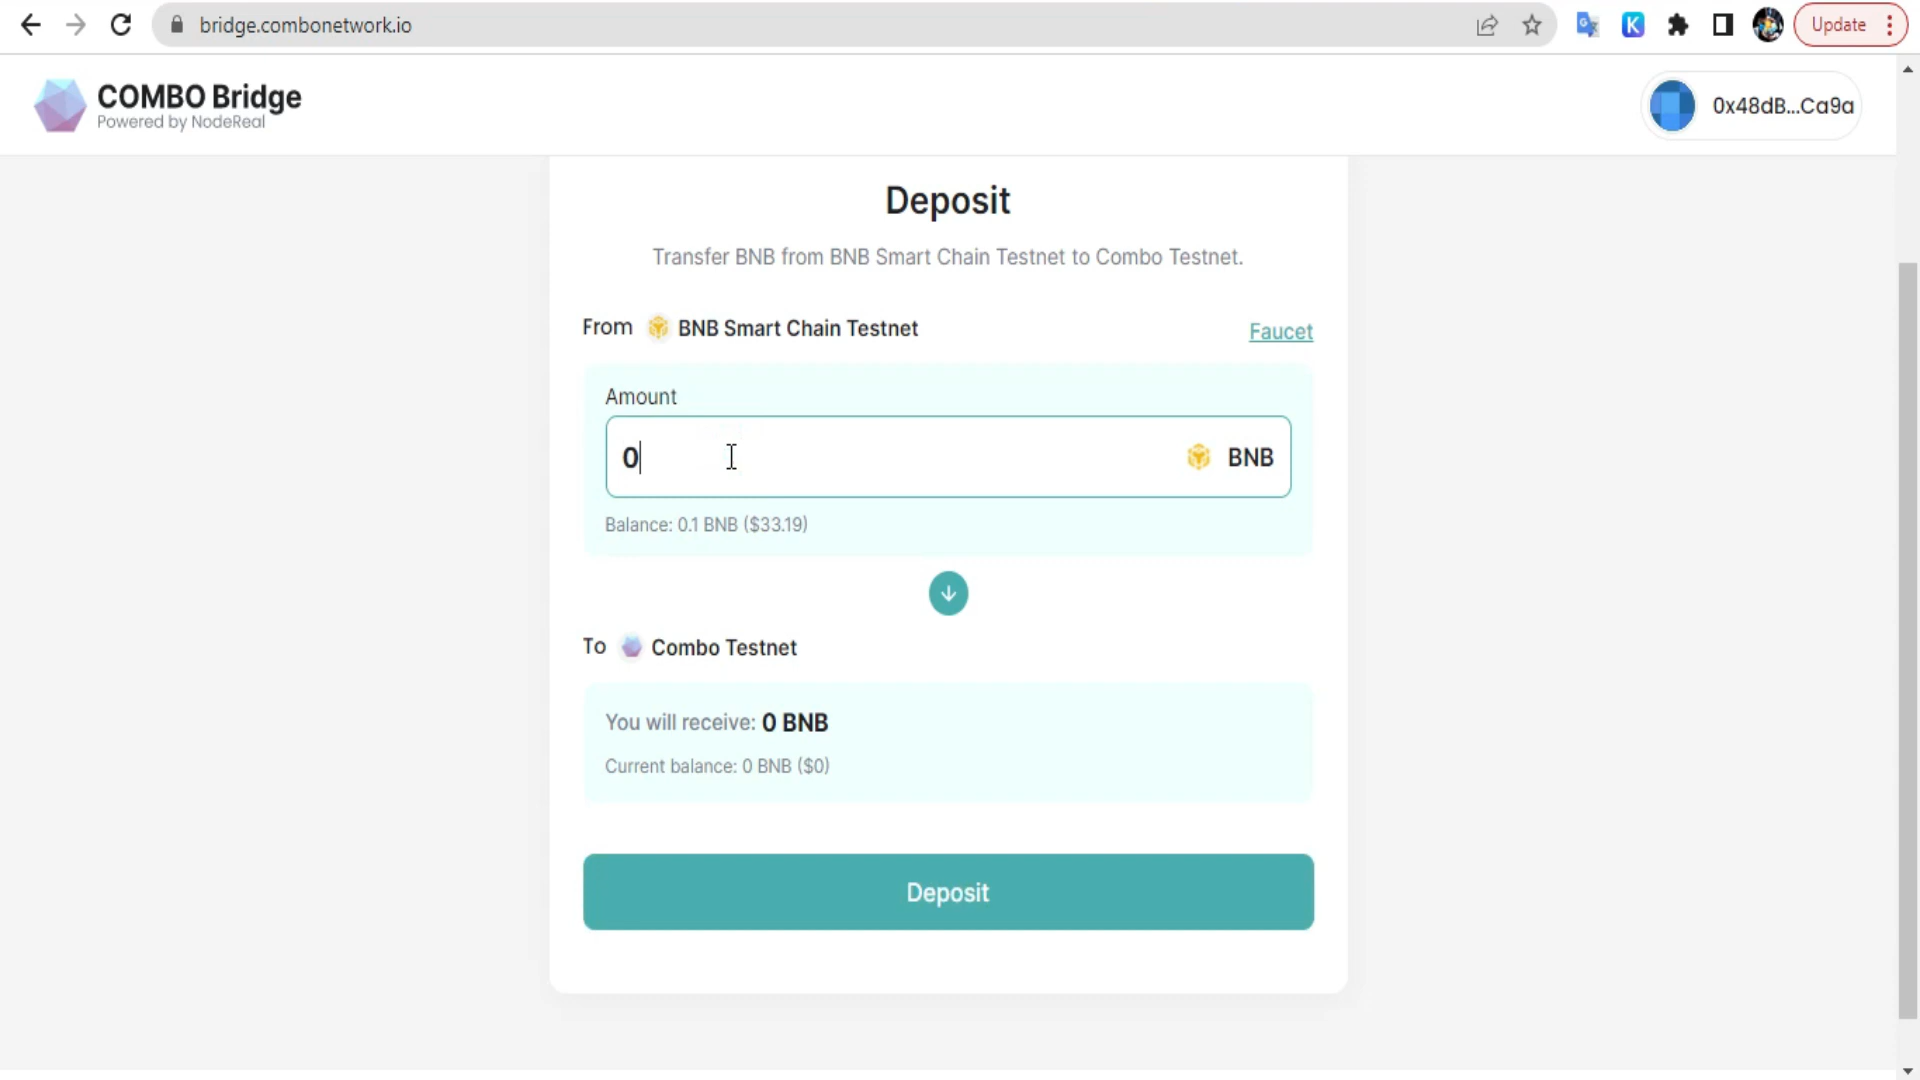 bridge.combonetwork.io
Update
COMBO Bridge
Powered by NodeReal
0x48dB...Ca9a
Deposit
Transfer BNB from BNB Smart Chain Testnet to Combo Testnet.
From BNB Smart Chain Testnet
Faucet
Amount
0
BNB
Balance: 0.1 BNB ($33.19)
To Combo Testnet
You will receive: 0 BNB
Current balance: 0 BNB ($0)
Deposit